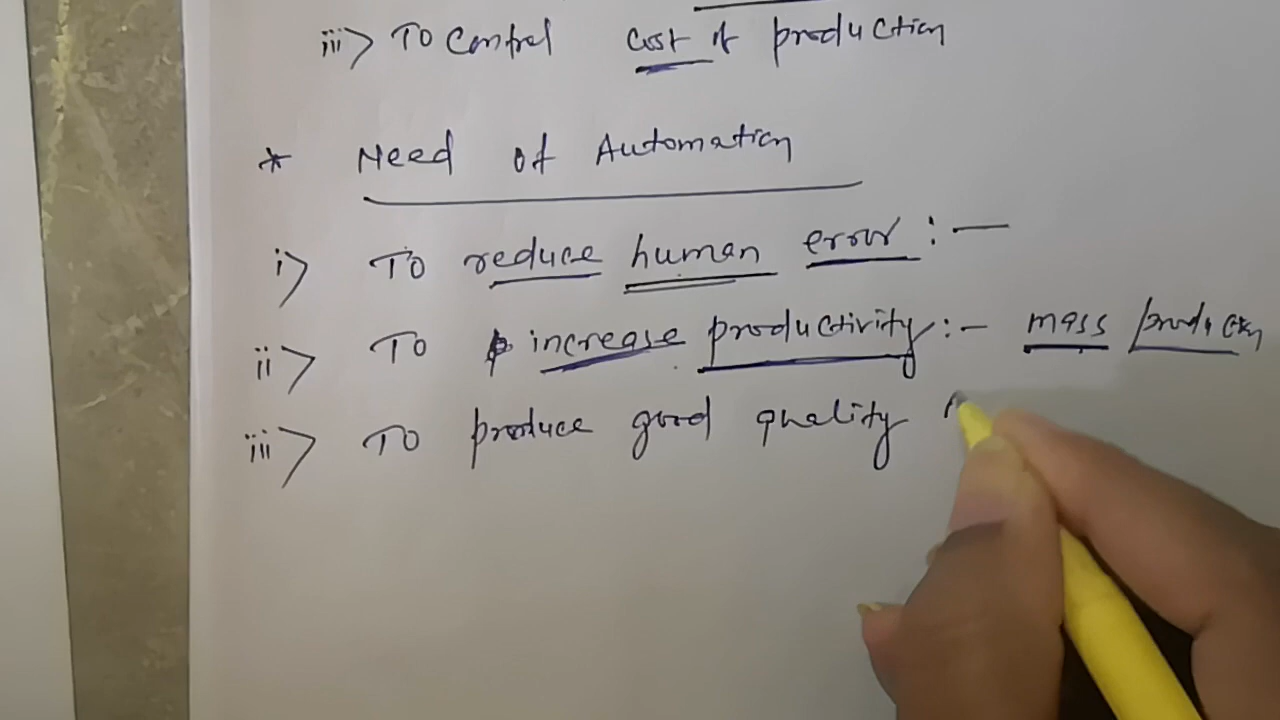 iii> To Control cost of production
* Need of Automation
i> To reduce human error :-
ii> To increase productivity :- mass production
iii> To produce good quality